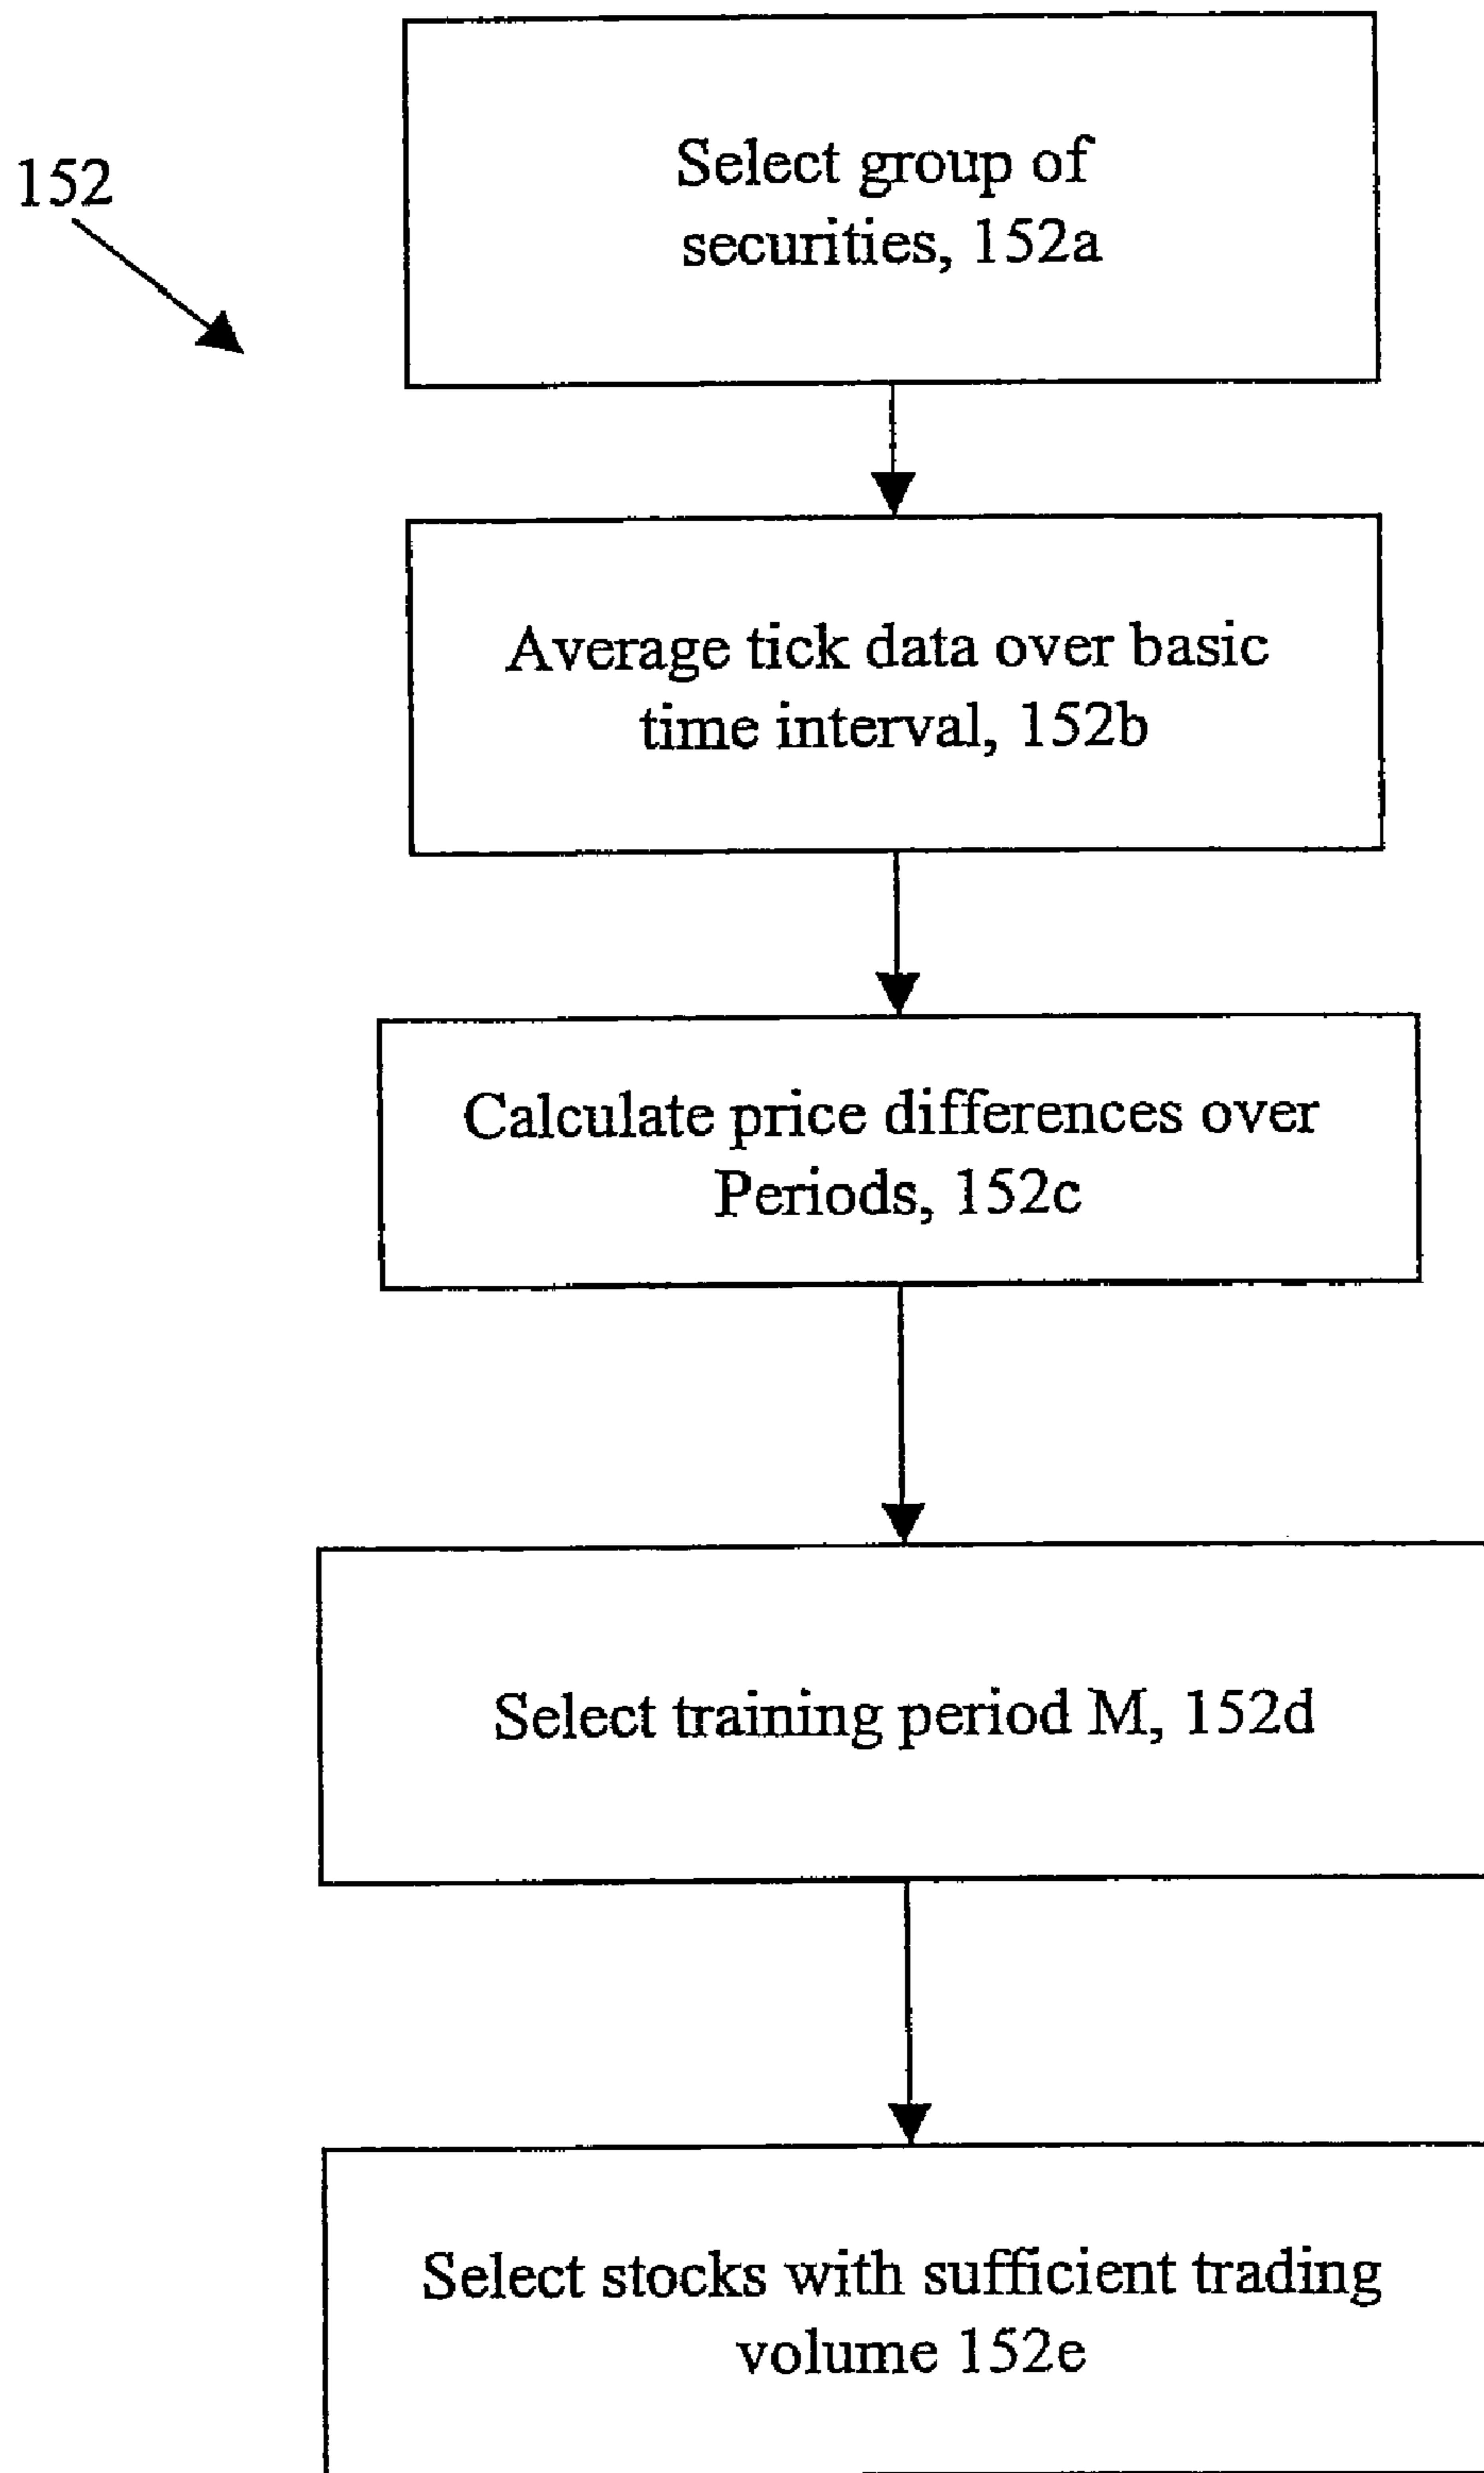 152
Select group of
securities, 152a
Average tick data over basic
time interval, 152b
Calculate price differences over
Periods, 152c
Select training period M, 152d
Select stocks with sufficient trading
volume 152e